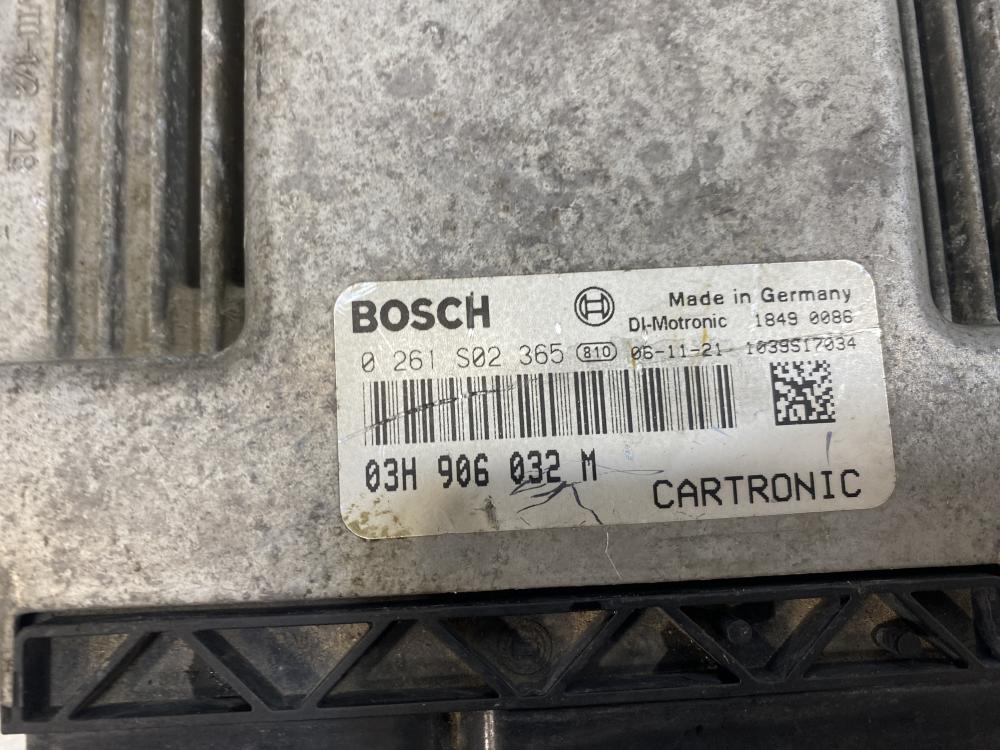 BOSCH
Made in Germany
DI-Motronic 1849 0086
0 261 S02 365 810 06-11-21 1039S17034
03H 906 032 M
CARTRONIC